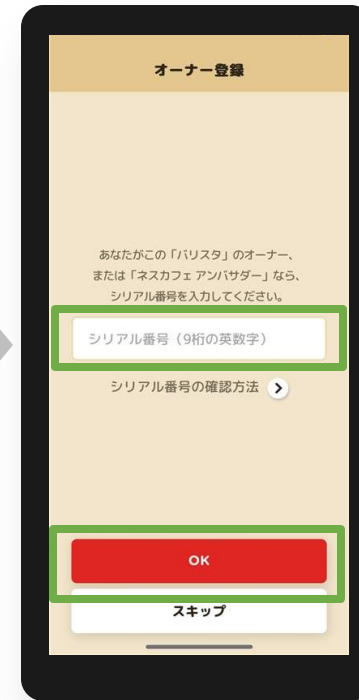 オーナー登録
あなたがこの「バリスタ」のオーナー、
または「ネスカフェ アンバサダー」なら、
シリアル番号を入力してください。
シリアル番号（9桁の英数字）
シリアル番号の確認方法
OK
スキップ